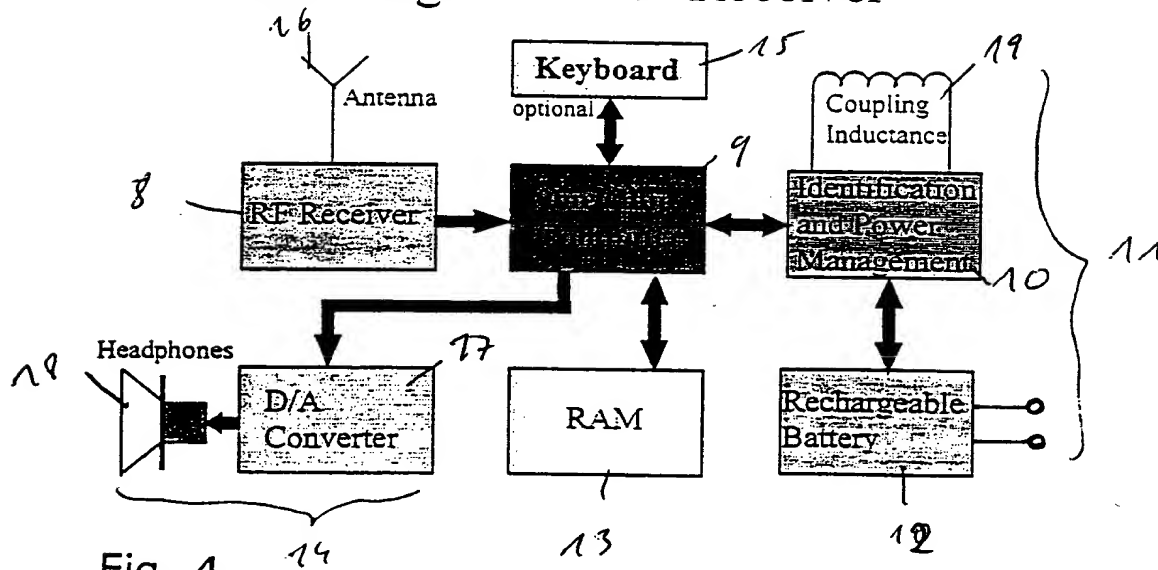 16
Keyboard
15
19
Antenna
optional
Coupling
Inductance
9
8
RF Receiver
Identification
and Power
Management
10
11
Headphones
17
18
D/A
Converter
RAM
Rechargeable
Battery
14
13
12
Fig. 1